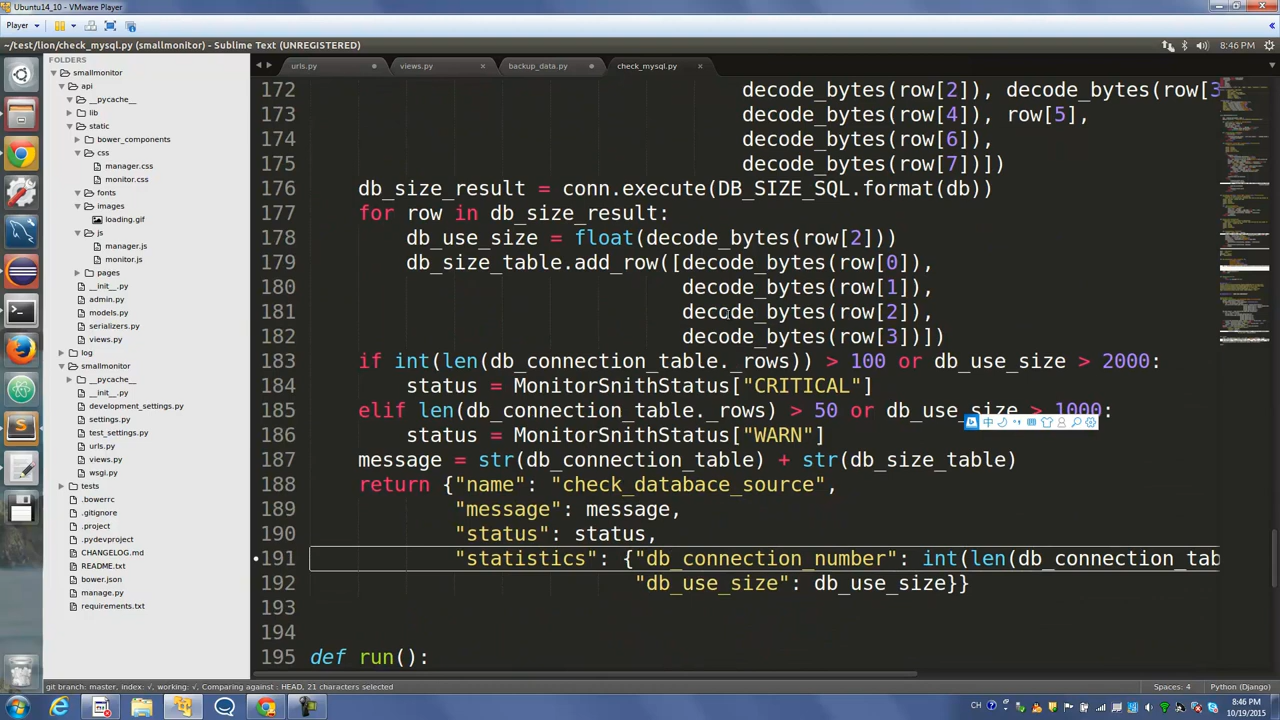 Ubuntu14_10 - VMware Player
Player
~/test/lion/check_mysql.py (smallmonitor) - Sublime Text (UNREGISTERED)
8:46 PM
FOLDERS
smallmonitor
api
__pycache__
lib
static
bower_components
css
manager.css
monitor.css
fonts
images
loading.gif
js
manager.js
monitor.js
pages
__init__.py
admin.py
models.py
serializers.py
views.py
log
smallmonitor
__pycache__
__init__.py
development_settings.py
settings.py
test_settings.py
urls.py
views.py
wsgi.py
tests
.bowerrc
.gitignore
.project
.pydevproject
CHANGELOG.md
README.txt
bower.json
manage.py
requirements.txt
urls.py
views.py
backup_data.py
check_mysql.py
172 decode_bytes(row[2]), decode_bytes(row[3
173 decode_bytes(row[4]), row[5],
174 decode_bytes(row[6]),
175 decode_bytes(row[7])])
176 db_size_result = conn.execute(DB_SIZE_SQL.format(db))
177 for row in db_size_result:
178 db_use_size = float(decode_bytes(row[2]))
179 db_size_table.add_row([decode_bytes(row[0]),
180 decode_bytes(row[1]),
181 decode_bytes(row[2]),
182 decode_bytes(row[3])])
183 if int(len(db_connection_table._rows)) > 100 or db_use_size > 2000:
184 status = MonitorSnithStatus["CRITICAL"]
185 elif len(db_connection_table._rows) > 50 or db_use_size > 1000:
中
186 status = MonitorSnithStatus["WARN"]
187 message = str(db_connection_table) + str(db_size_table)
188 return {"name": "check_databace_source",
189 "message": message,
190 "status": status,
191 "statistics": {"db_connection_number": int(len(db_connection_tab
192 "db_use_size": db_use_size}}
193
194
195 def run():
git branch: master, index: √, working: √, Comparing against : HEAD, 21 characters selected
Spaces: 4
Python (Django)
CH
8:46 PM
10/19/2015